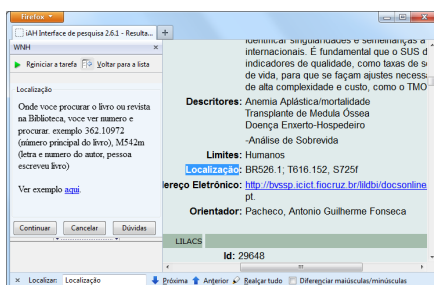 Firefox
iAH Interface de pesquisa 2.6.1 - Resulta...
WNH
Reiniciar a tarefa Voltar para a lista
Localização
Onde voce procurar o livro ou revista
na Biblioteca, voce ver numero e
procurar. exemplo 362.10972
(número principal do livro), M542m
(letra e numero do autor, pessoa
escreveu livro)
Ver exemplo aqui.
Continuar Cancelar Dúvidas
identificar singularidades e semelhanças a
internacionais. É fundamental que o SUS d
indicadores de qualidade, como taxas de s
de vida, para que se façam ajustes necess
de alta complexidade e custo, como o TMO
Descritores: Anemia Aplástica/mortalidade
Transplante de Medula Óssea
Doença Enxerto-Hospedeiro
-Análise de Sobrevida
Limites: Humanos
Localização: BR526.1; T616.152, S725f
ereço Eletrônico: http://bvssp.icict.fiocruz.br/lildbi/docsonline
pt.
Orientador: Pacheco, Antonio Guilherme Fonseca
LILACS
Id: 29648
Localizar: Localização Próxima Anterior Realçar tudo Diferenciar maiúsculas/minúsculas